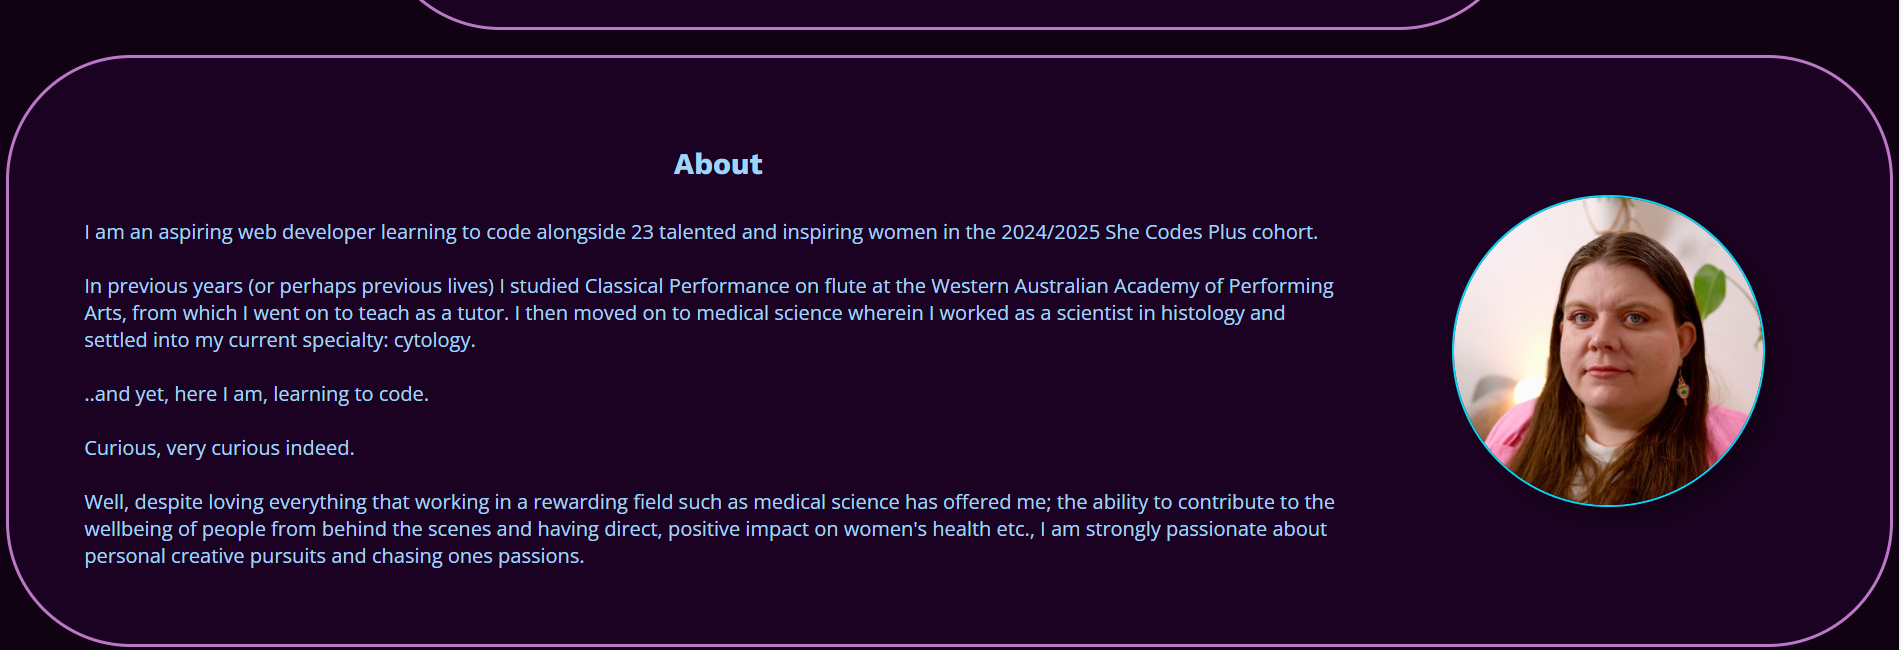 About
I am an aspiring web developer learning to code alongside 23 talented and inspiring women in the 2024/2025 She Codes Plus cohort.
In previous years (or perhaps previous lives) I studied Classical Performance on flute at the Western Australian Academy of Performing
Arts, from which I went on to teach as a tutor. I then moved on to medical science wherein I worked as a scientist in histology and
settled into my current specialty: cytology.
..and yet, here I am, learning to code.
Curious, very curious indeed.
Well, despite loving everything that working in a rewarding field such as medical science has offered me; the ability to contribute to the
wellbeing of people from behind the scenes and having direct, positive impact on women's health etc., I am strongly passionate about
personal creative pursuits and chasing ones passions.